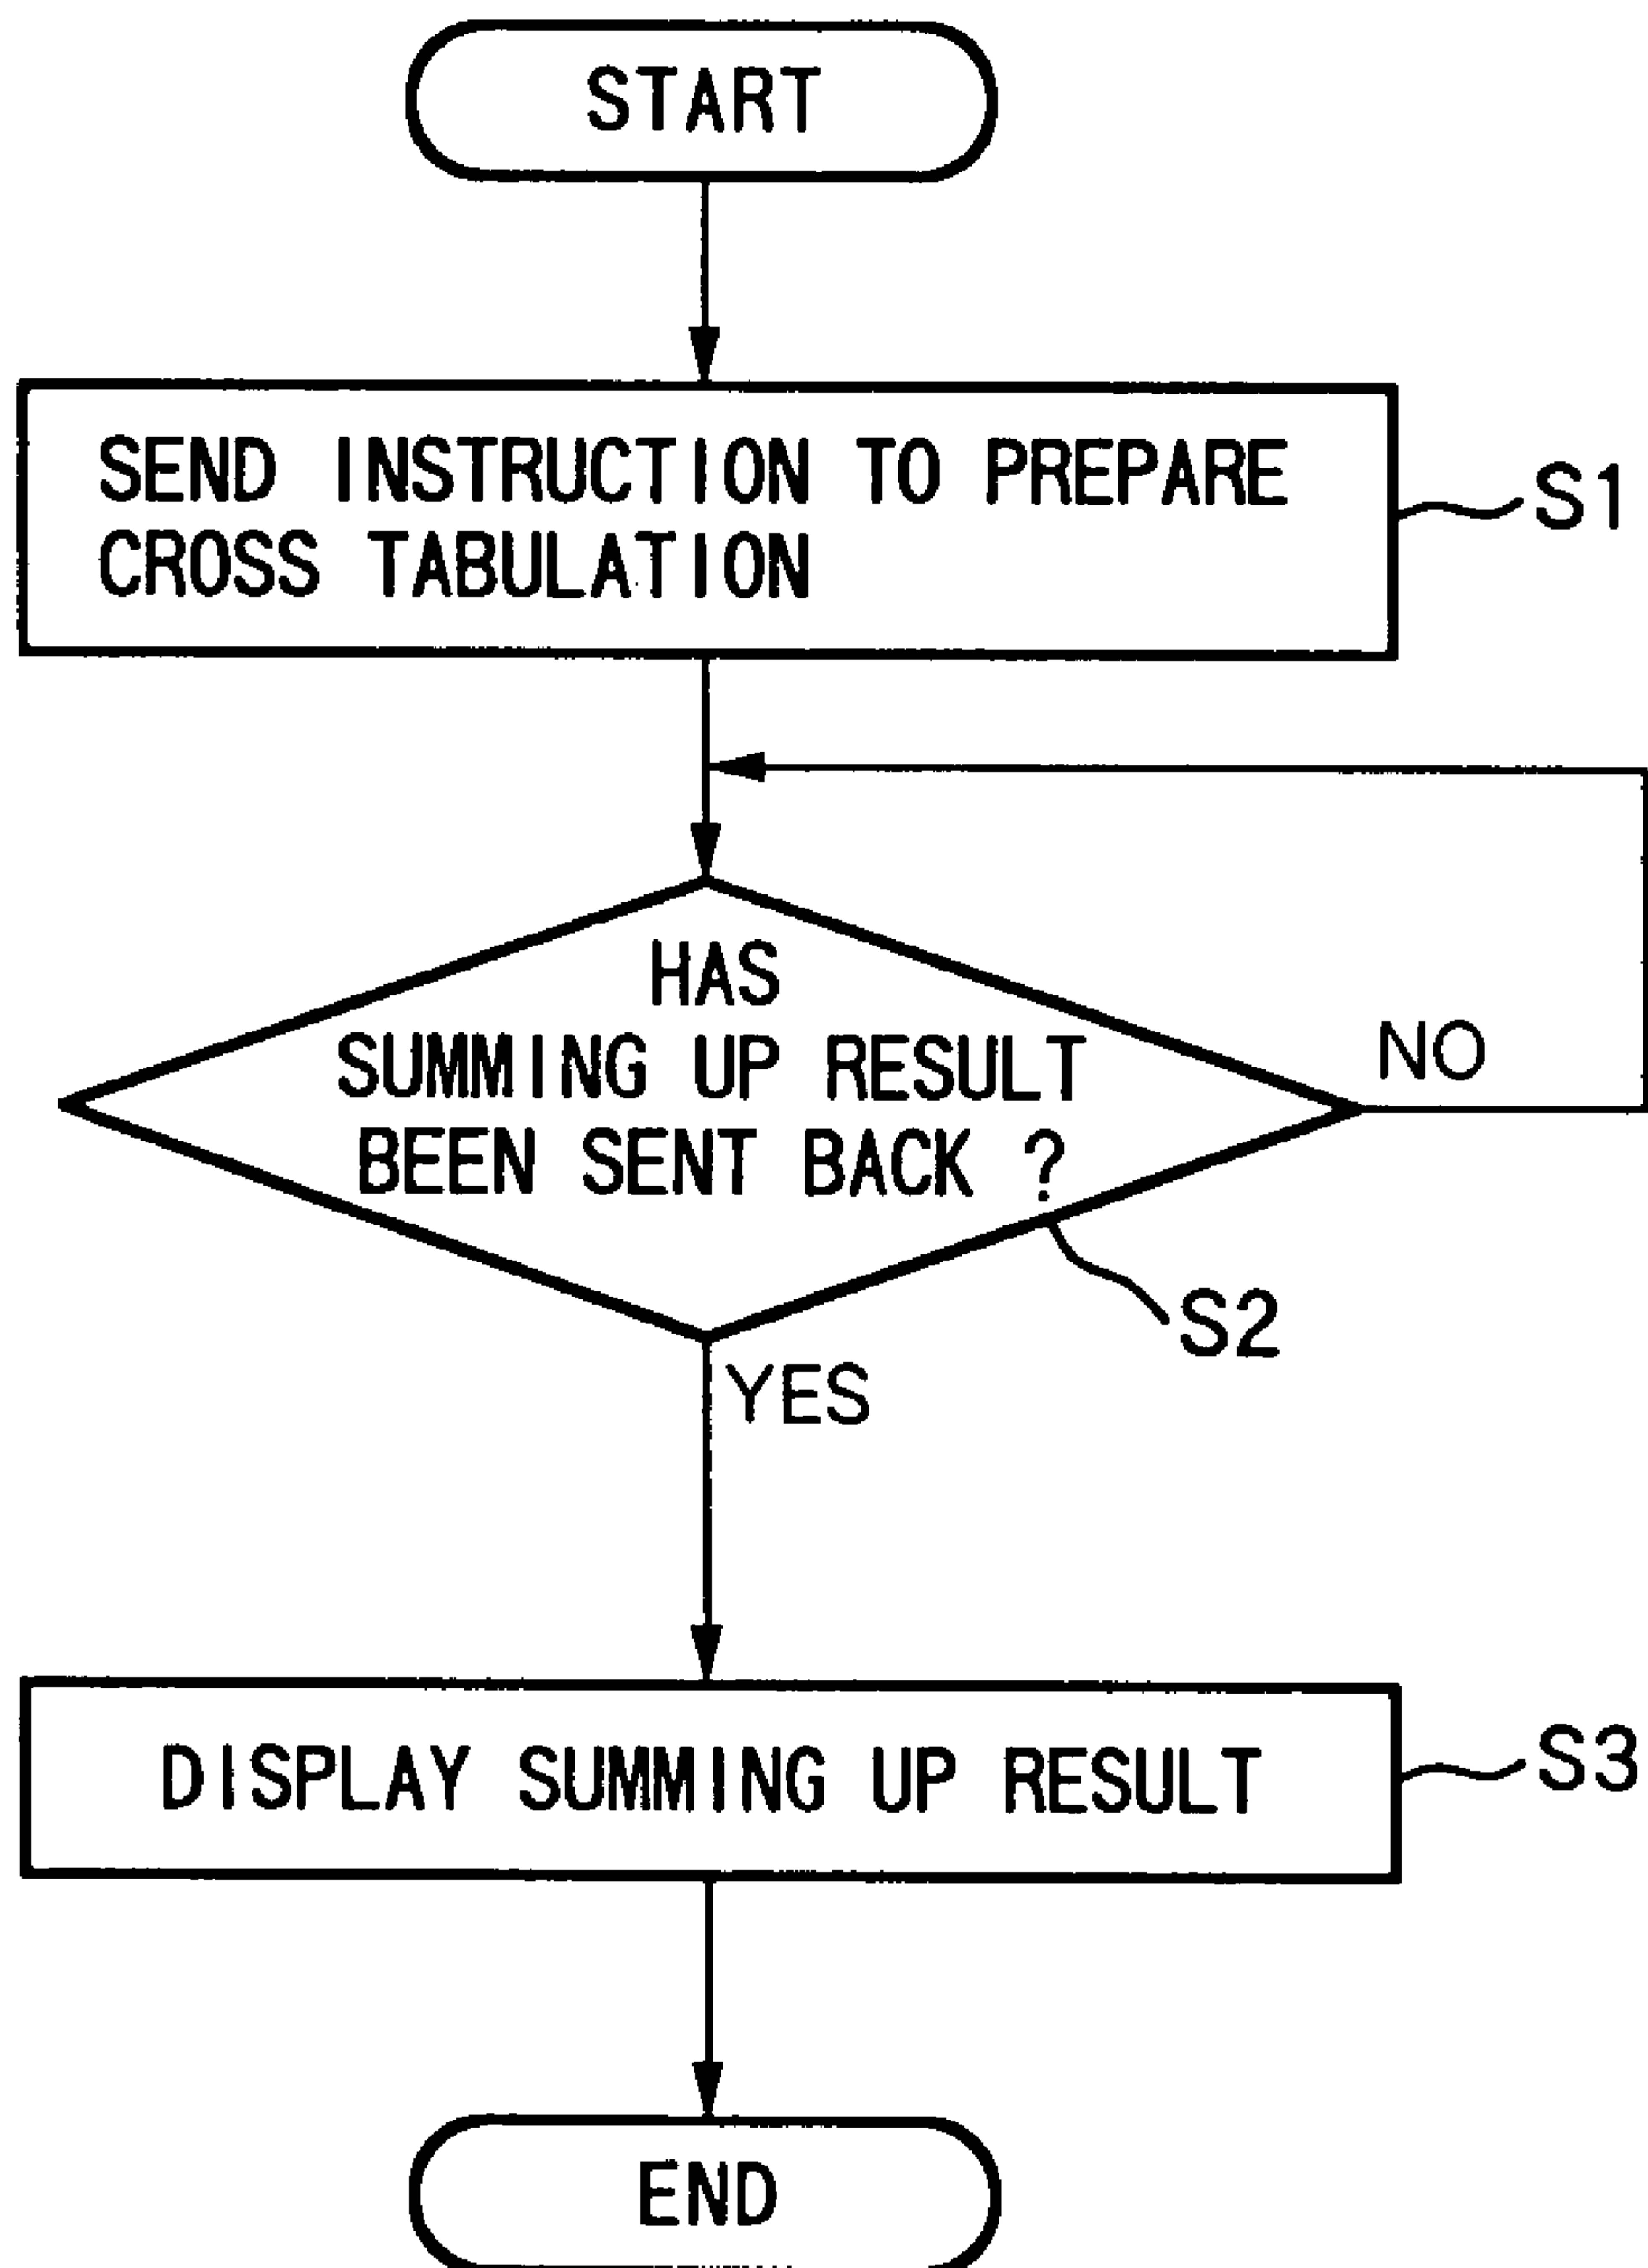 START
SEND INSTRUCTION TO PREPARE
CROSS TABULATION
S1
HAS
SUMMING UP RESULT
BEEN SENT BACK ?
NO
S2
YES
DISPLAY SUMMING UP RESULT
S3
END